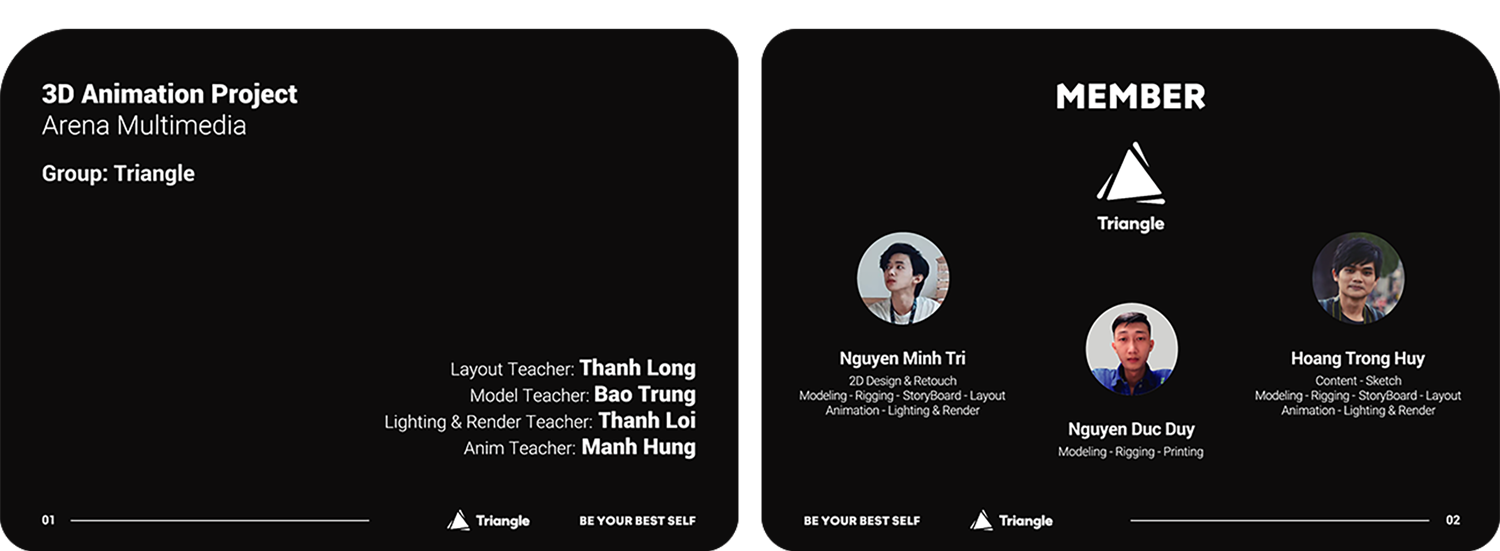 3D Animation Project
Arena Multimedia
Group: Triangle
Layout Teacher: Thanh Long
Model Teacher: Bao Trung
Lighting & Render Teacher: Thanh Loi
Anim Teacher: Manh Hung
01
Triangle
BE YOUR BEST SELF
MEMBER
Triangle
Nguyen Minh Tri
2D Design & Retouch
Modeling - Rigging - StoryBoard - Layout
Animation - Lighting & Render
Nguyen Duc Duy
Modeling - Rigging - Printing
Hoang Trong Huy
Content - Sketch
Modeling - Rigging - StoryBoard - Layout
Animation - Lighting & Render
BE YOUR BEST SELF
Triangle
02